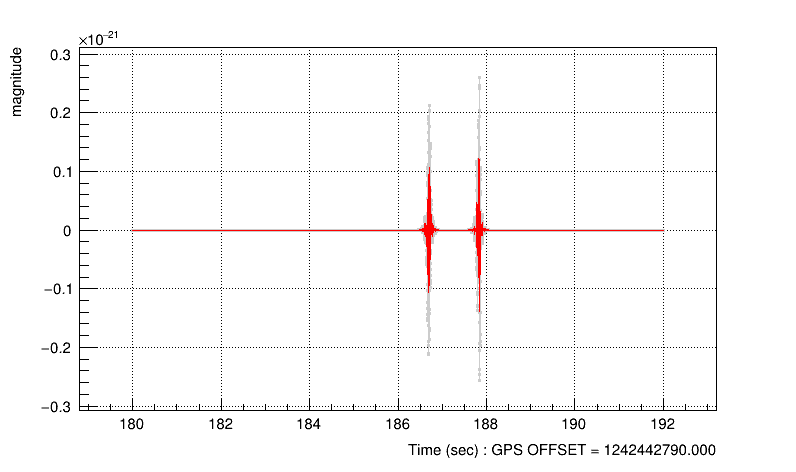 ×10⁻²¹
magnitude
0.3
0.2
0.1
0
−0.1
−0.2
−0.3
180 182 184 186 188 190 192
Time (sec) : GPS OFFSET = 1242442790.000